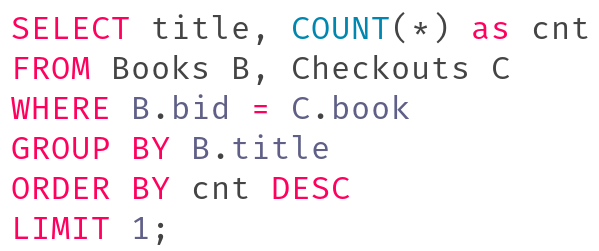 SELECT title, COUNT(*) as cnt
FROM Books B, Checkouts C
WHERE B.bid = C.book
GROUP BY B.title
ORDER BY cnt DESC
LIMIT 1;